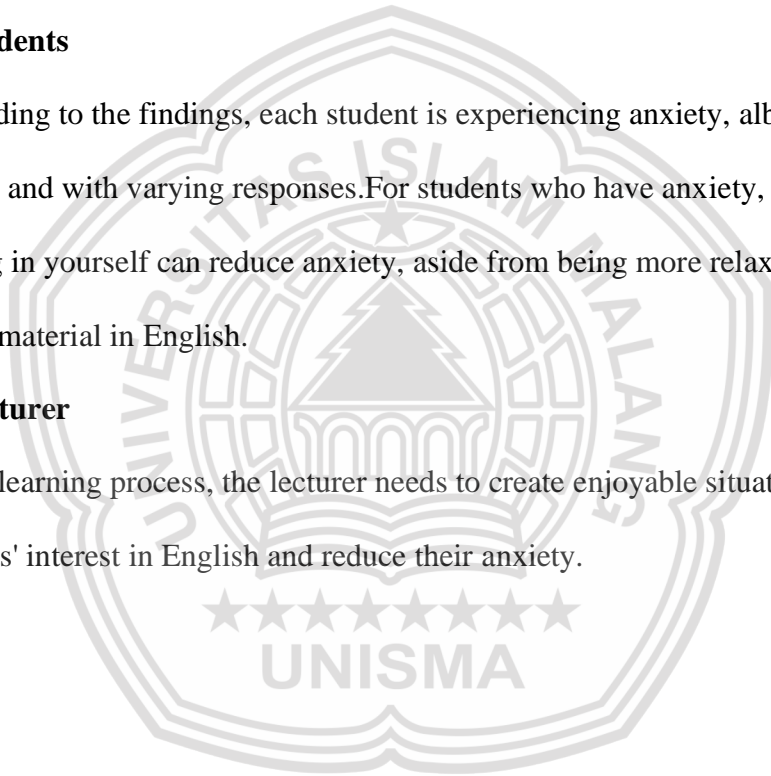 dents
ding to the findings, each student is experiencing anxiety, alb
and with varying responses.For students who have anxiety,
g in yourself can reduce anxiety, aside from being more relax
material in English.
turer
learning process, the lecturer needs to create enjoyable situat
s' interest in English and reduce their anxiety.
UNIVERSITAS ISLAM MALANG
UNISMA